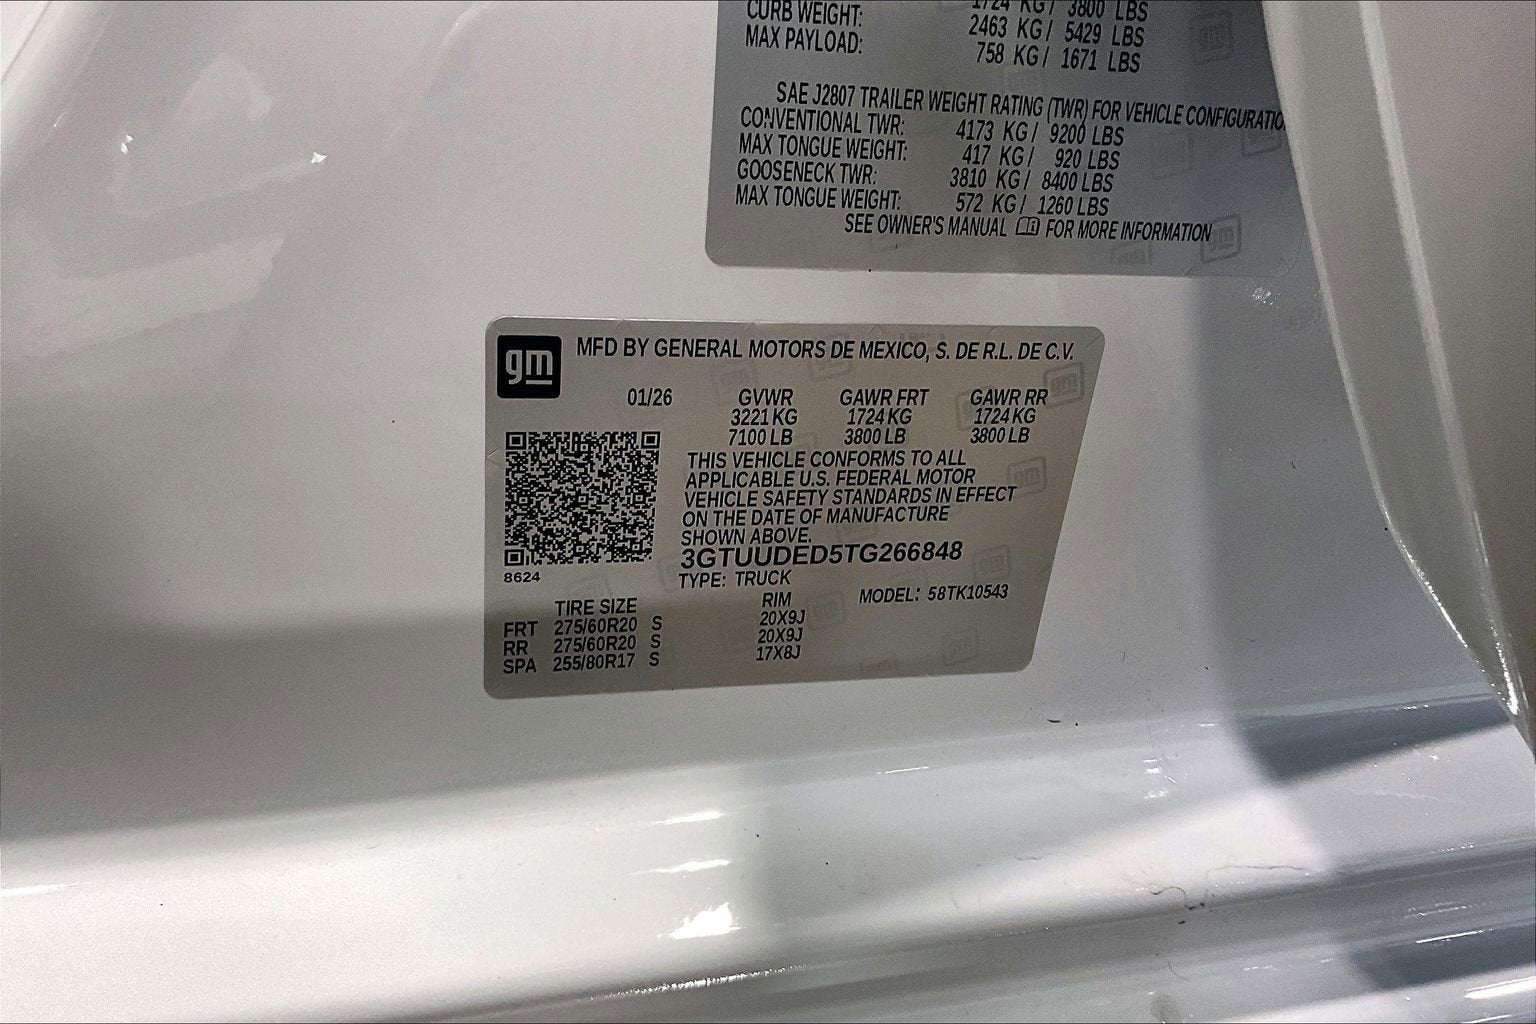 CURB WEIGHT: 1724 KG/ 3800 LBS
MAX PAYLOAD: 2463 KG/ 5429 LBS
758 KG/ 1671 LBS
SAE J2807 TRAILER WEIGHT RATING (TWR) FOR VEHICLE CONFIGURATIO
CONVENTIONAL TWR: 4173 KG/ 9200 LBS
MAX TONGUE WEIGHT: 417 KG/ 920 LBS
GOOSENECK TWR: 3810 KG/ 8400 LBS
MAX TONGUE WEIGHT: 572 KG/ 1260 LBS
SEE OWNER'S MANUAL FOR MORE INFORMATION
gm
MFD BY GENERAL MOTORS DE MEXICO, S. DE R.L. DE C.V.
01/26 GVWR GAWR FRT GAWR RR
3221 KG 1724 KG 1724 KG
7100 LB 3800 LB 3800 LB
THIS VEHICLE CONFORMS TO ALL
APPLICABLE U.S. FEDERAL MOTOR
VEHICLE SAFETY STANDARDS IN EFFECT
ON THE DATE OF MANUFACTURE
SHOWN ABOVE.
3GTUUDED5TG266848
8624
TYPE: TRUCK
MODEL: 58TK10543
TIRE SIZE RIM
FRT 275/60R20 S 20X9J
RR 275/60R20 S 20X9J
SPA 255/80R17 S 17X8J